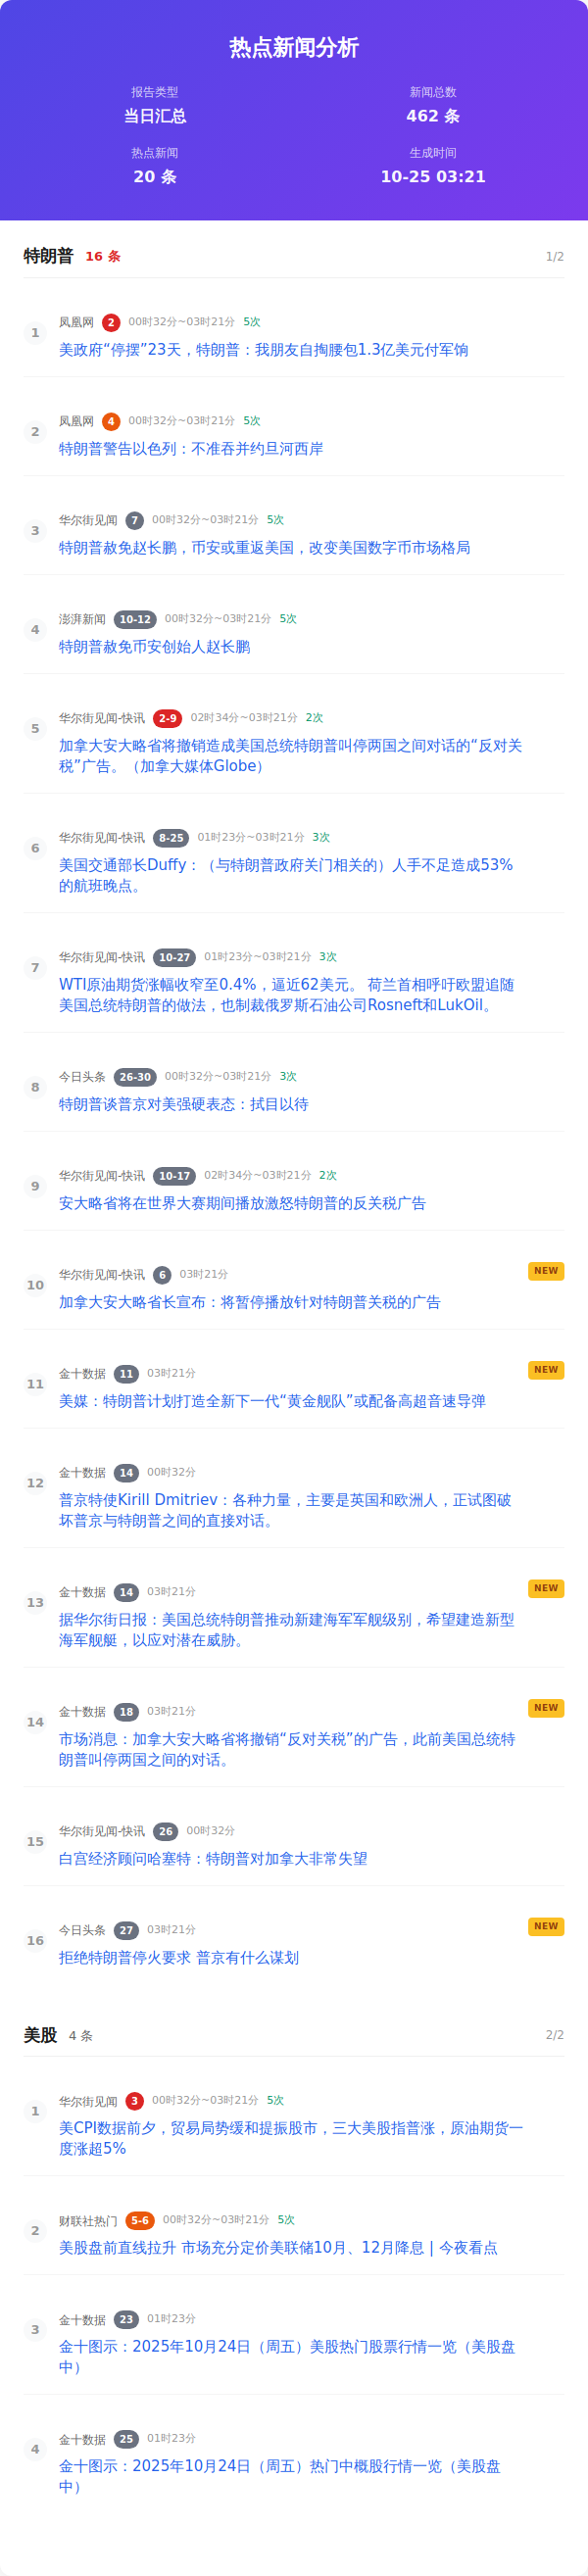 热点新闻分析
报告类型
新闻总数
当日汇总
462 条
热点新闻
生成时间
20 条
10-25 03:21
特朗普 16 条 1/2
1
凤凰网 2 00时32分~03时21分 5次
美政府“停摆”23天，特朗普：我朋友自掏腰包1.3亿美元付军饷
2
凤凰网 4 00时32分~03时21分 5次
特朗普警告以色列：不准吞并约旦河西岸
3
华尔街见闻 7 00时32分~03时21分 5次
特朗普赦免赵长鹏，币安或重返美国，改变美国数字币市场格局
4
澎湃新闻 10-12 00时32分~03时21分 5次
特朗普赦免币安创始人赵长鹏
5
华尔街见闻-快讯 2-9 02时34分~03时21分 2次
加拿大安大略省将撤销造成美国总统特朗普叫停两国之间对话的“反对关
税”广告。（加拿大媒体Globe）
6
华尔街见闻-快讯 8-25 01时23分~03时21分 3次
美国交通部长Duffy：（与特朗普政府关门相关的）人手不足造成53%
的航班晚点。
7
华尔街见闻-快讯 10-27 01时23分~03时21分 3次
WTI原油期货涨幅收窄至0.4%，逼近62美元。 荷兰首相呼吁欧盟追随
美国总统特朗普的做法，也制裁俄罗斯石油公司Rosneft和LukOil。
8
今日头条 26-30 00时32分~03时21分 3次
特朗普谈普京对美强硬表态：拭目以待
9
华尔街见闻-快讯 10-17 02时34分~03时21分 2次
安大略省将在世界大赛期间播放激怒特朗普的反关税广告
10
华尔街见闻-快讯 6 03时21分 NEW
加拿大安大略省长宣布：将暂停播放针对特朗普关税的广告
11
金十数据 11 03时21分 NEW
美媒：特朗普计划打造全新下一代“黄金舰队”或配备高超音速导弹
12
金十数据 14 00时32分
普京特使Kirill Dmitriev：各种力量，主要是英国和欧洲人，正试图破
坏普京与特朗普之间的直接对话。
13
金十数据 14 03时21分 NEW
据华尔街日报：美国总统特朗普推动新建海军军舰级别，希望建造新型
海军舰艇，以应对潜在威胁。
14
金十数据 18 03时21分 NEW
市场消息：加拿大安大略省将撤销“反对关税”的广告，此前美国总统特
朗普叫停两国之间的对话。
15
华尔街见闻-快讯 26 00时32分
白宫经济顾问哈塞特：特朗普对加拿大非常失望
16
今日头条 27 03时21分 NEW
拒绝特朗普停火要求 普京有什么谋划
美股 4 条 2/2
1
华尔街见闻 3 00时32分~03时21分 5次
美CPI数据前夕，贸易局势缓和提振股市，三大美股指普涨，原油期货一
度涨超5%
2
财联社热门 5-6 00时32分~03时21分 5次
美股盘前直线拉升 市场充分定价美联储10月、12月降息 | 今夜看点
3
金十数据 23 01时23分
金十图示：2025年10月24日（周五）美股热门股票行情一览（美股盘
中）
4
金十数据 25 01时23分
金十图示：2025年10月24日（周五）热门中概股行情一览（美股盘
中）